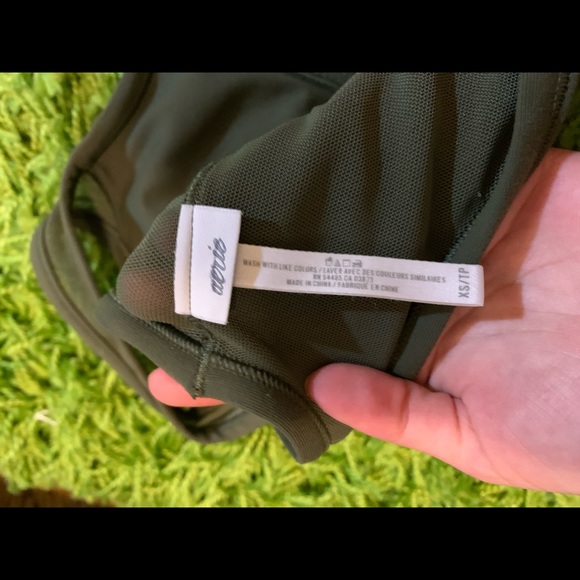 aerie
WASH WITH LIKE COLORS / LAVER AVEC DES COULEURS SIMILAIRES
RN 54485 CA 03871
MADE IN CHINA / FABRIQUÉ EN CHINE
XS/TP